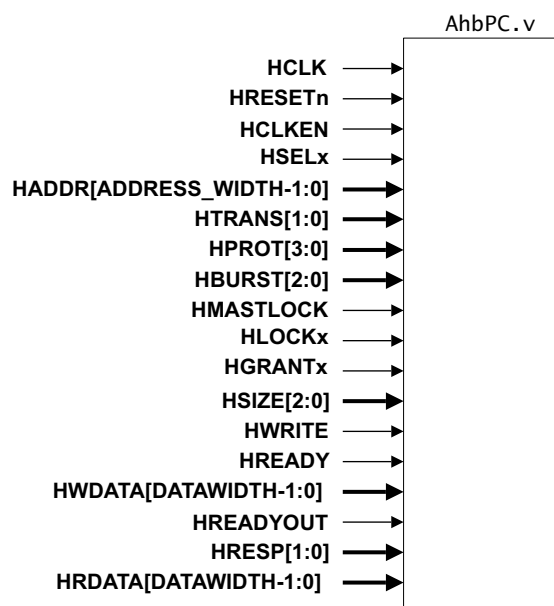 AhbPC.v
HCLK
HRESETn
HCLKEN
HSELx
HADDR[ADDRESS_WIDTH-1:0]
HTRANS[1:0]
HPROT[3:0]
HBURST[2:0]
HMASTLOCK
HLOCKx
HGRANTx
HSIZE[2:0]
HWRITE
HREADY
HWDATA[DATAWIDTH-1:0]
HREADYOUT
HRESP[1:0]
HRDATA[DATAWIDTH-1:0]